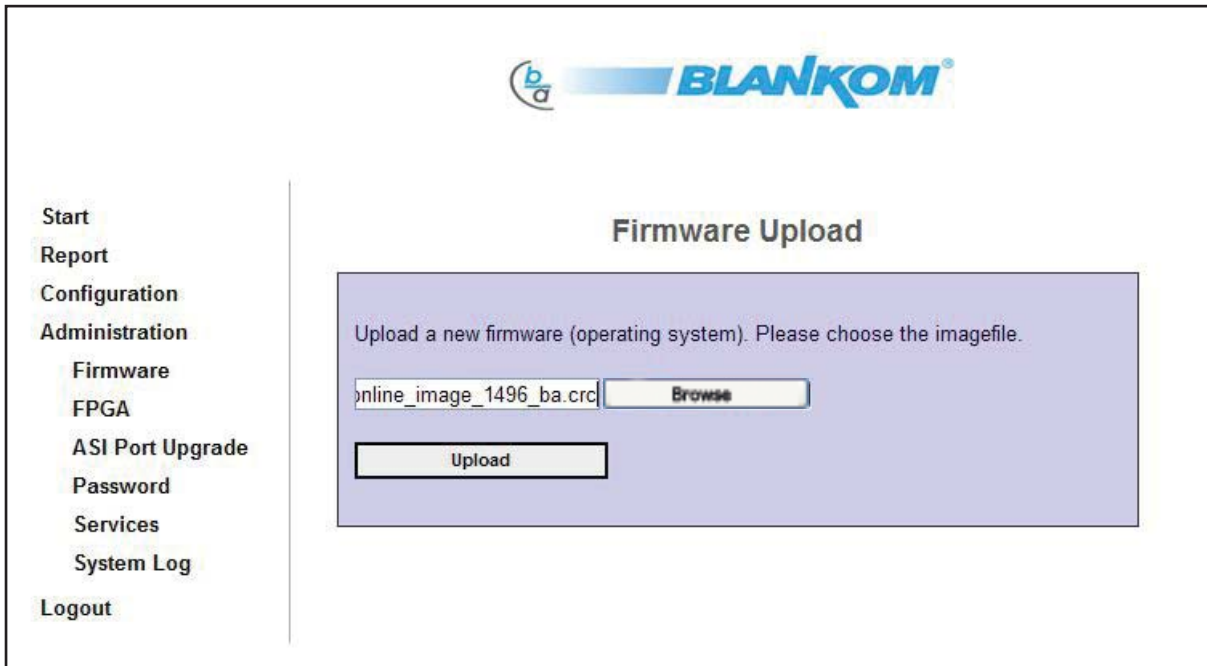 b
a
BLANKOM®
Start
Report
Configuration
Administration
Firmware
FPGA
ASI Port Upgrade
Password
Services
System Log
Logout
Firmware Upload
Upload a new firmware (operating system). Please choose the imagefile.
online_image_1496_ba.crc Browse
Upload